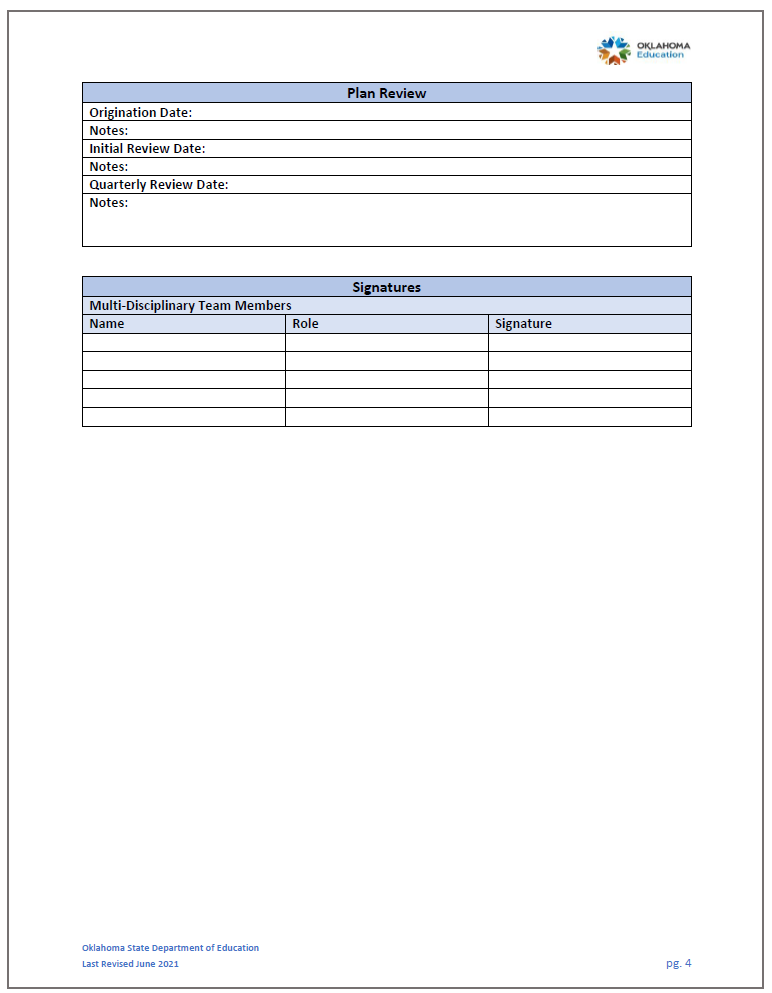 OKLAHOMA
Education
Plan Review
Origination Date:
Notes:
Initial Review Date:
Notes:
Quarterly Review Date:
Notes:
Signatures
Multi-Disciplinary Team Members
Name Role Signature
Oklahoma State Department of Education
Last Revised June 2021 pg. 4